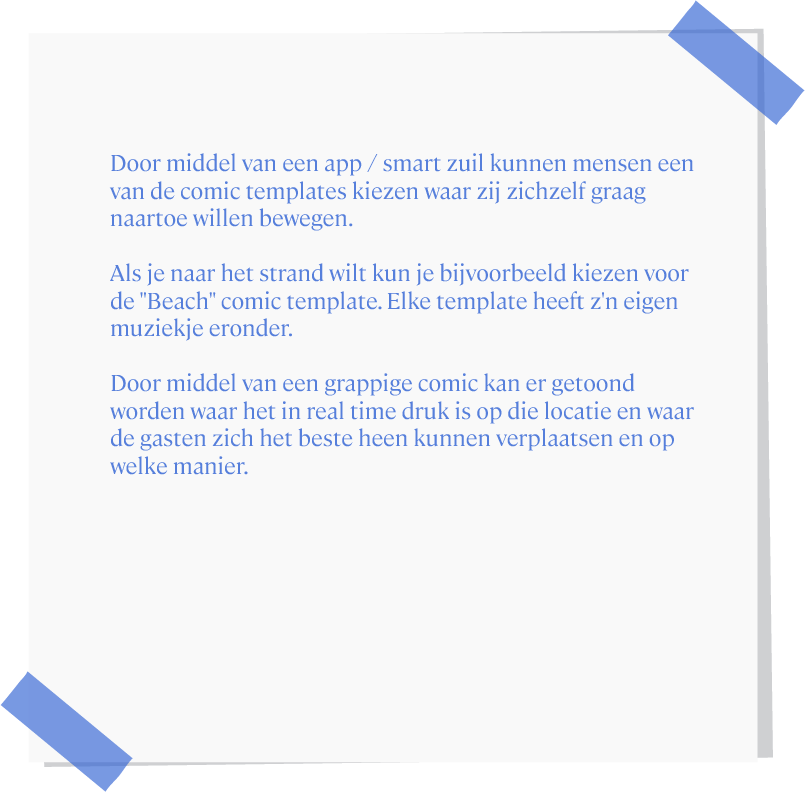 Door middel van een app / smart zuil kunnen mensen een
van de comic templates kiezen waar zij zichzelf graag
naartoe willen bewegen.
Als je naar het strand wilt kun je bijvoorbeeld kiezen voor
de "Beach" comic template. Elke template heeft z'n eigen
muziekje eronder.
Door middel van een grappige comic kan er getoond
worden waar het in real time druk is op die locatie en waar
de gasten zich het beste heen kunnen verplaatsen en op
welke manier.